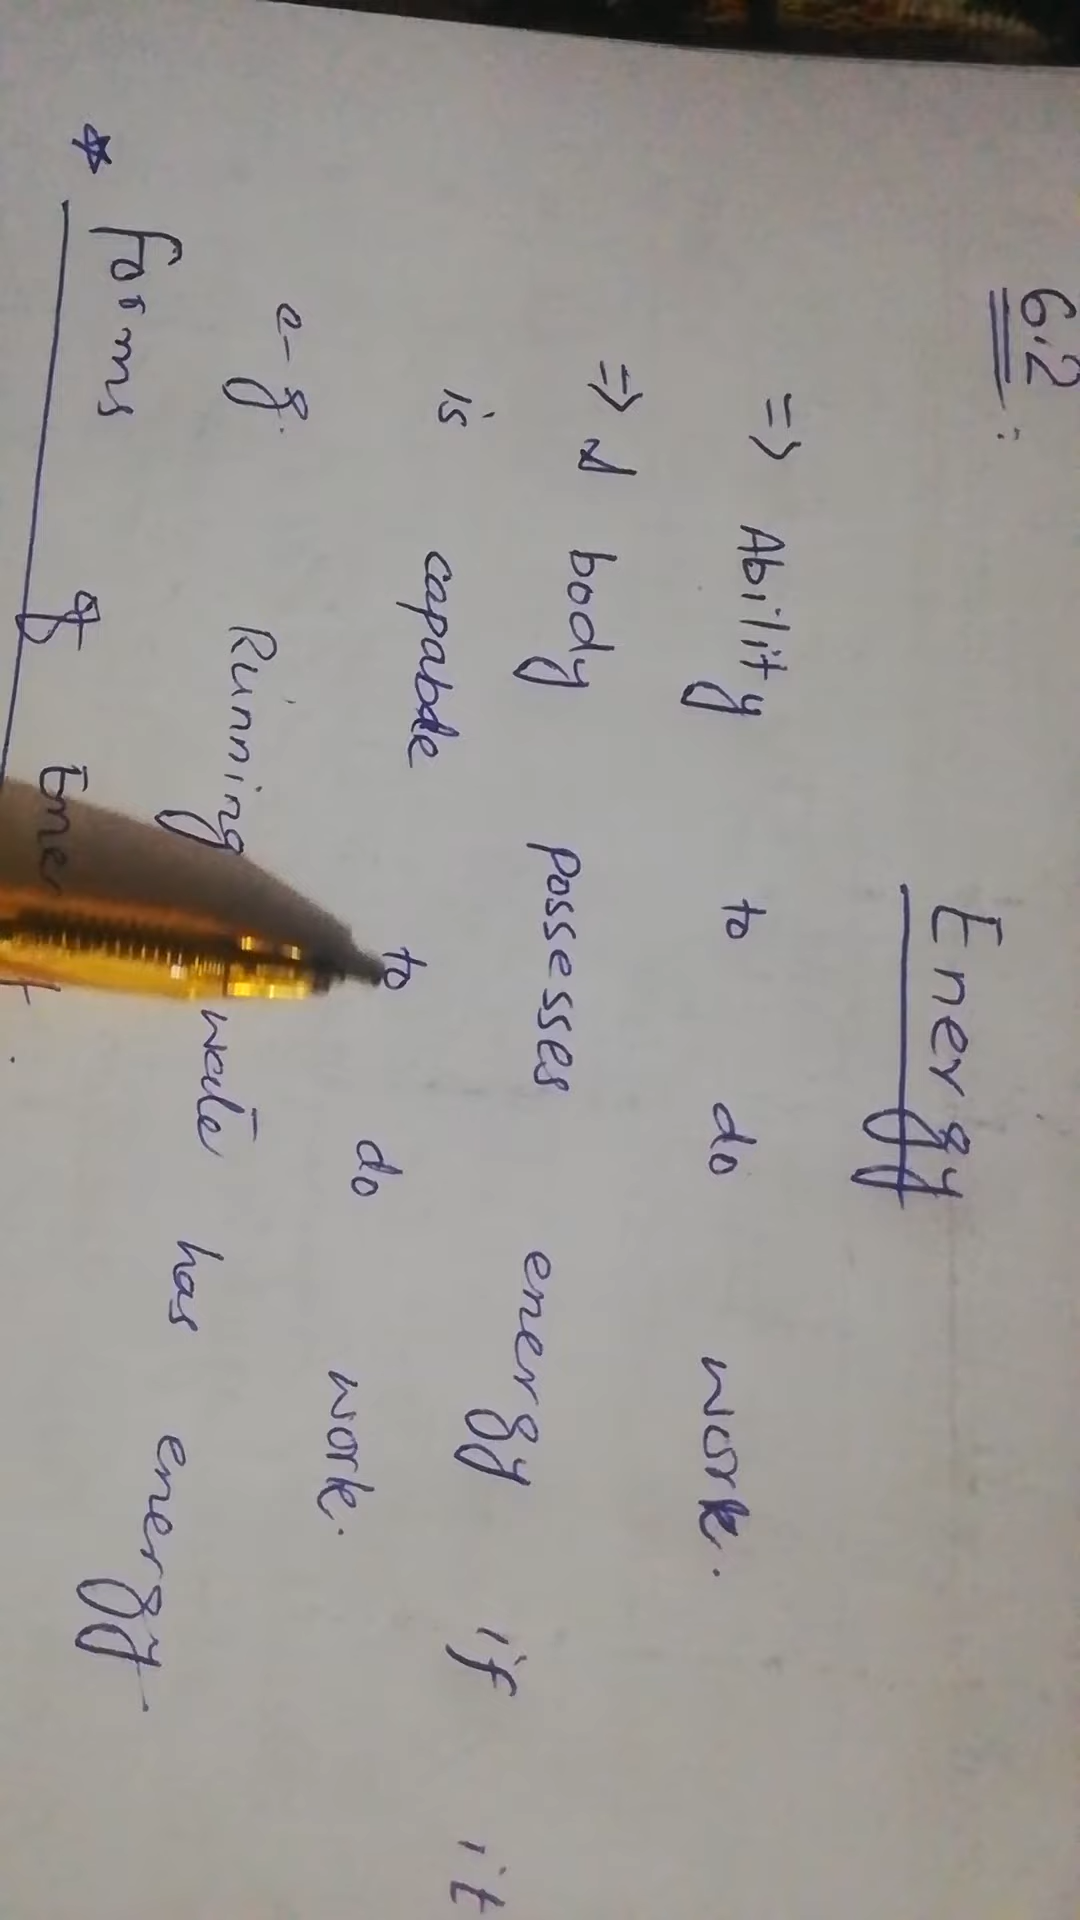 6.2: Energy
=> Ability to do work.
=> A body possesses energy if it
is capable to do work.
e-g. Running wate has energy
* Forms of Ener